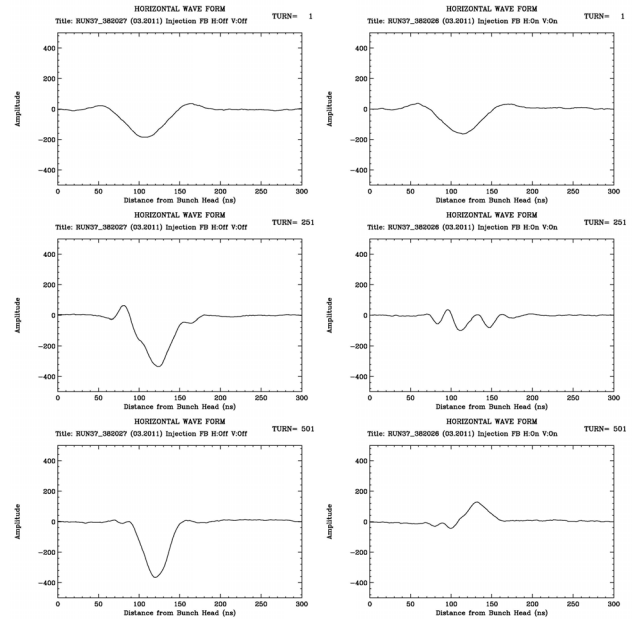 HORIZONTAL WAVE FORM
Title: RUN37_382027 (03.2011) Injection FB H:Off V:Off TURN= 1
400
200
0
−200
−400
Amplitude
0 50 100 150 200 250 300
Distance from Bunch Head (ns)
HORIZONTAL WAVE FORM
Title: RUN37_382026 (03.2011) Injection FB H:On V:On TURN= 1
400
200
0
−200
−400
Amplitude
0 50 100 150 200 250 300
Distance from Bunch Head (ns)
HORIZONTAL WAVE FORM
Title: RUN37_382027 (03.2011) Injection FB H:Off V:Off TURN= 251
400
200
0
−200
−400
Amplitude
0 50 100 150 200 250 300
Distance from Bunch Head (ns)
HORIZONTAL WAVE FORM
Title: RUN37_382026 (03.2011) Injection FB H:On V:On TURN= 251
400
200
0
−200
−400
Amplitude
0 50 100 150 200 250 300
Distance from Bunch Head (ns)
HORIZONTAL WAVE FORM
Title: RUN37_382027 (03.2011) Injection FB H:Off V:Off TURN= 501
400
200
0
−200
−400
Amplitude
0 50 100 150 200 250 300
Distance from Bunch Head (ns)
HORIZONTAL WAVE FORM
Title: RUN37_382026 (03.2011) Injection FB H:On V:On TURN= 501
400
200
0
−200
−400
Amplitude
0 50 100 150 200 250 300
Distance from Bunch Head (ns)